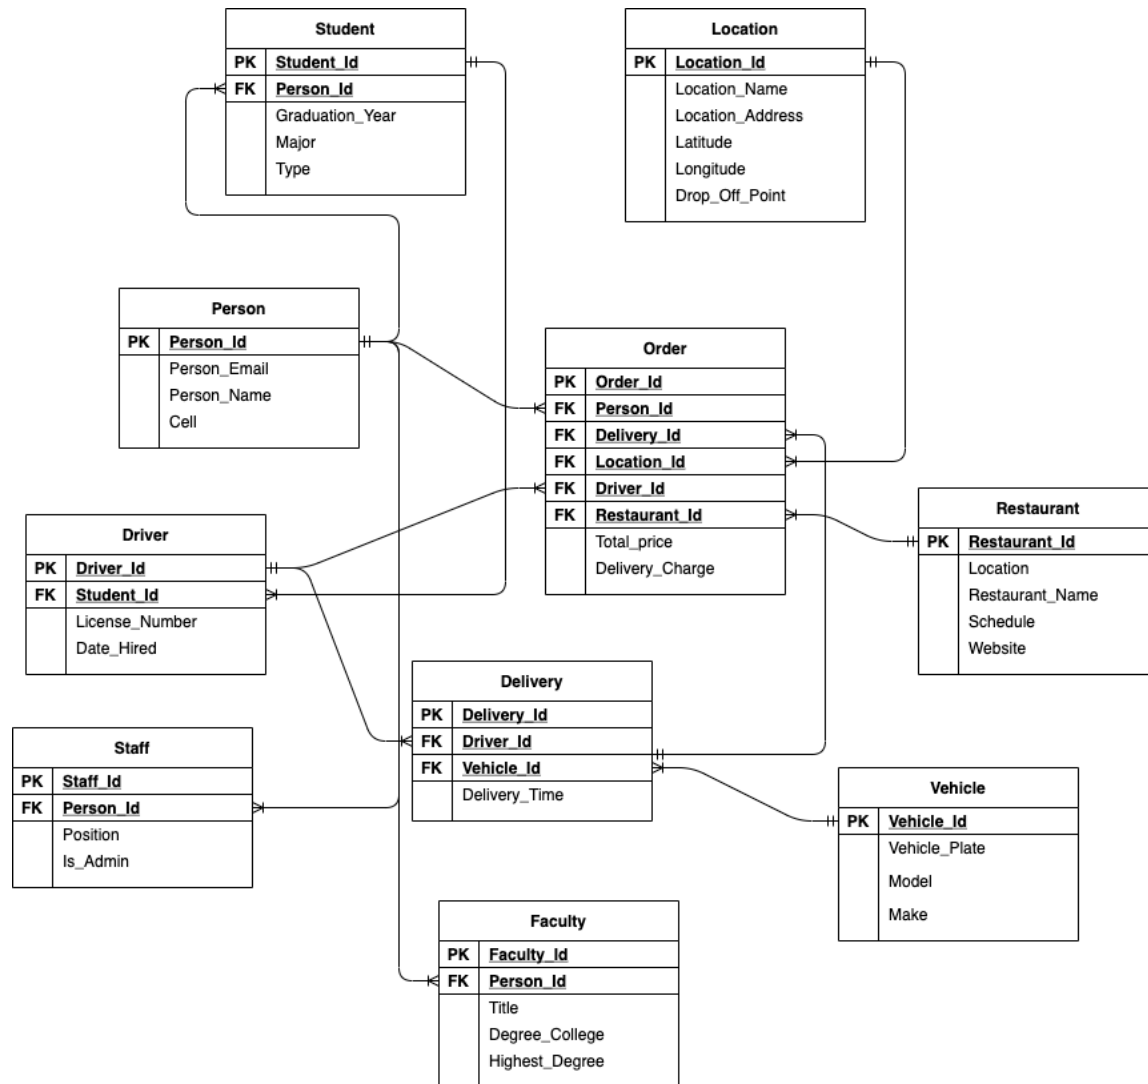 Student
PK Student_Id
FK Person_Id
Graduation_Year
Major
Type
Location
PK Location_Id
Location_Name
Location_Address
Latitude
Longitude
Drop_Off_Point
Person
PK Person_Id
Person_Email
Person_Name
Cell
Order
PK Order_Id
FK Person_Id
FK Delivery_Id
FK Location_Id
FK Driver_Id
FK Restaurant_Id
Total_price
Delivery_Charge
Restaurant
PK Restaurant_Id
Location
Restaurant_Name
Schedule
Website
Driver
PK Driver_Id
FK Student_Id
License_Number
Date_Hired
Delivery
PK Delivery_Id
FK Driver_Id
FK Vehicle_Id
Delivery_Time
Staff
PK Staff_Id
FK Person_Id
Position
Is_Admin
Vehicle
PK Vehicle_Id
Vehicle_Plate
Model
Make
Faculty
PK Faculty_Id
FK Person_Id
Title
Degree_College
Highest_Degree